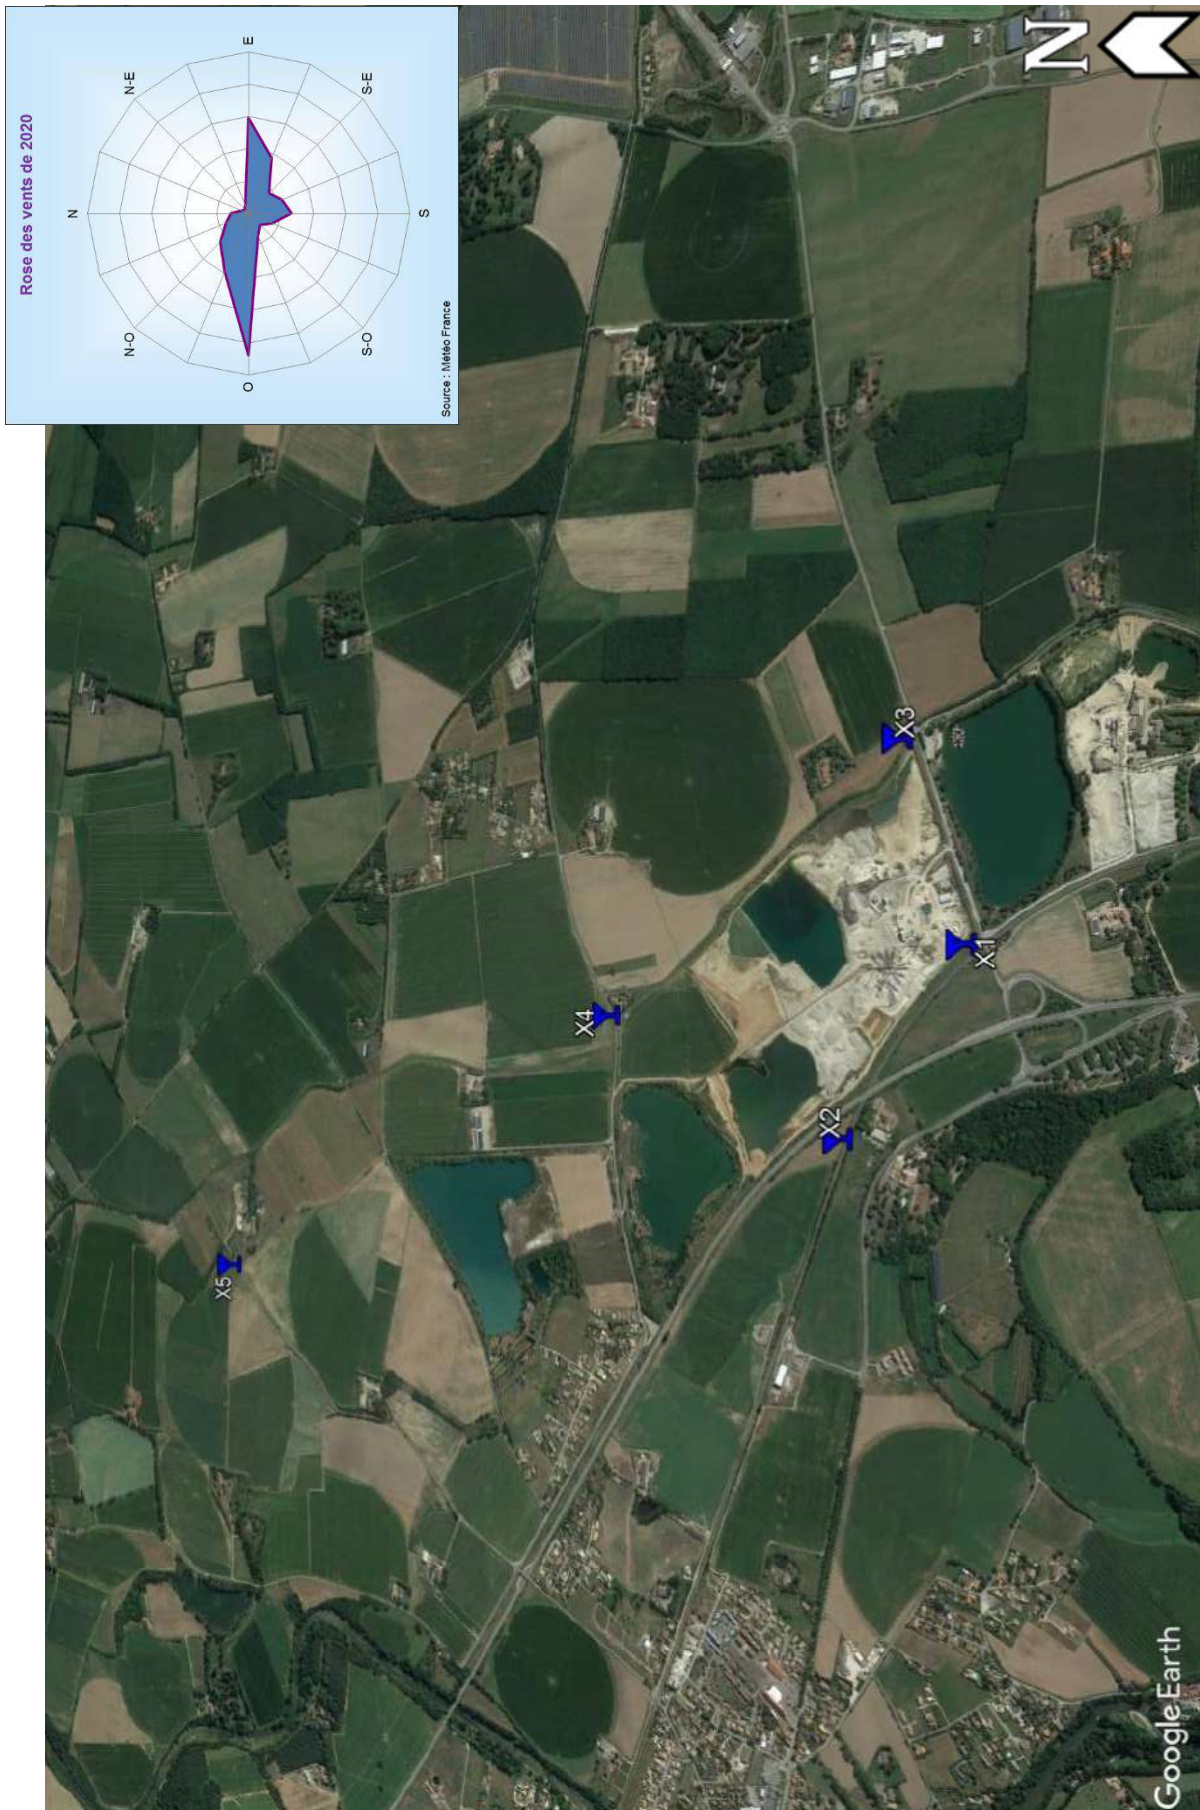 Rose des vents de 2020
N
N-E
E
S-E
S
S-O
O
N-O
Source : Météo France
N
X5
X4
X2
X3
X1
Google Earth